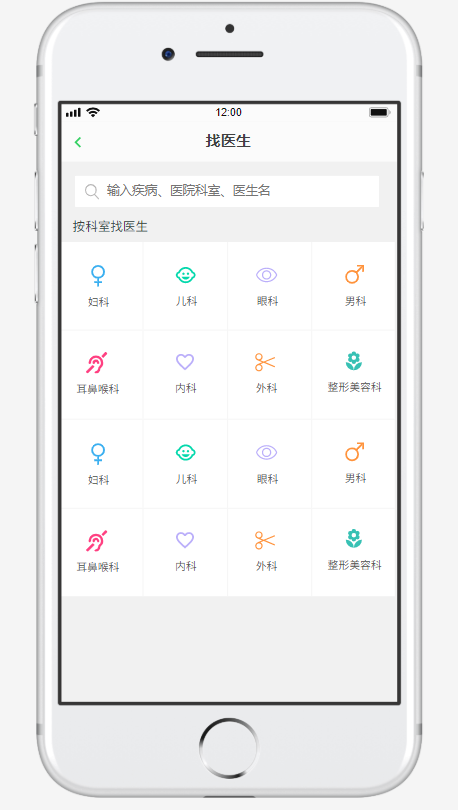 12:00
找医生
输入疾病、医院科室、医生名
按科室找医生
妇科 儿科 眼科 男科
耳鼻喉科 内科 外科 整形美容科
妇科 儿科 眼科 男科
耳鼻喉科 内科 外科 整形美容科